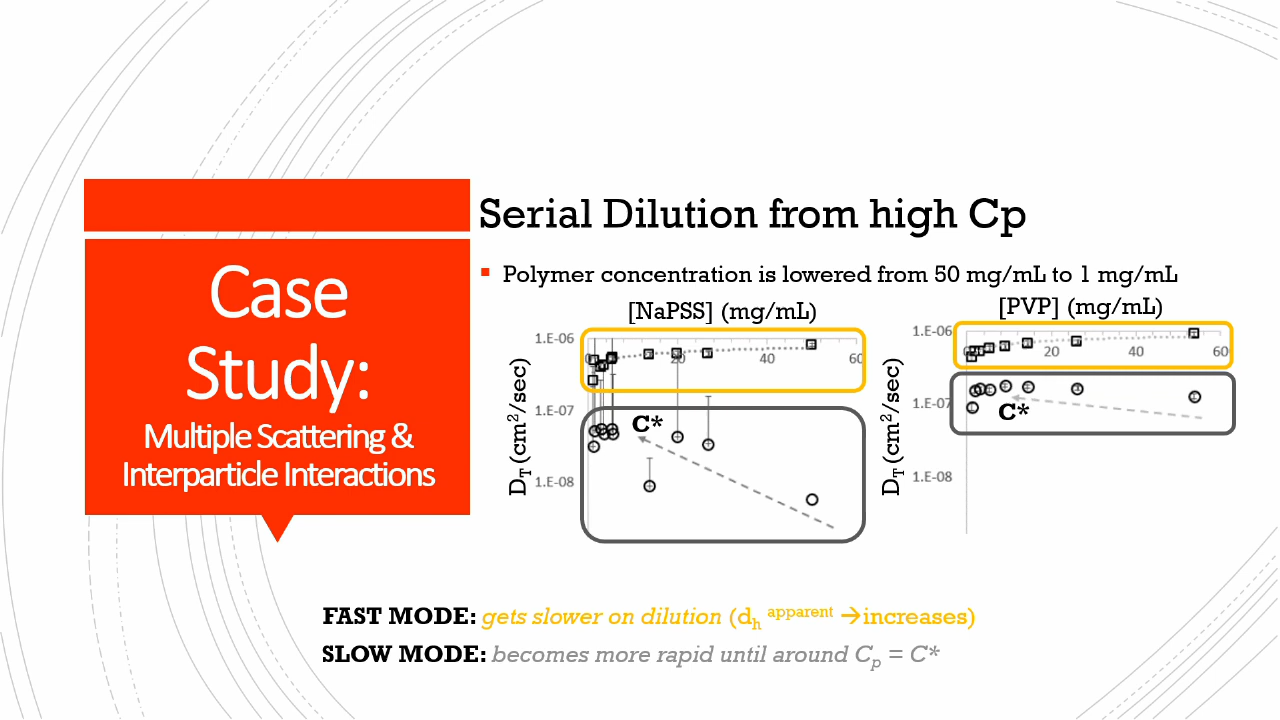 Serial Dilution from high Cp
Case
Study:
Multiple Scattering &
Interparticle Interactions
▪ Polymer concentration is lowered from 50 mg/mL to 1 mg/mL
[NaPSS] (mg/mL)
1.E-06
0 20 40 60
1.E-07
C*
1.E-08
D_T (cm²/sec)
[PVP] (mg/mL)
1.E-06
0 20 40 60
1.E-07
C*
1.E-08
D_T (cm²/sec)
FAST MODE: gets slower on dilution (d_h ^apparent →increases)
SLOW MODE: becomes more rapid until around C_p = C*